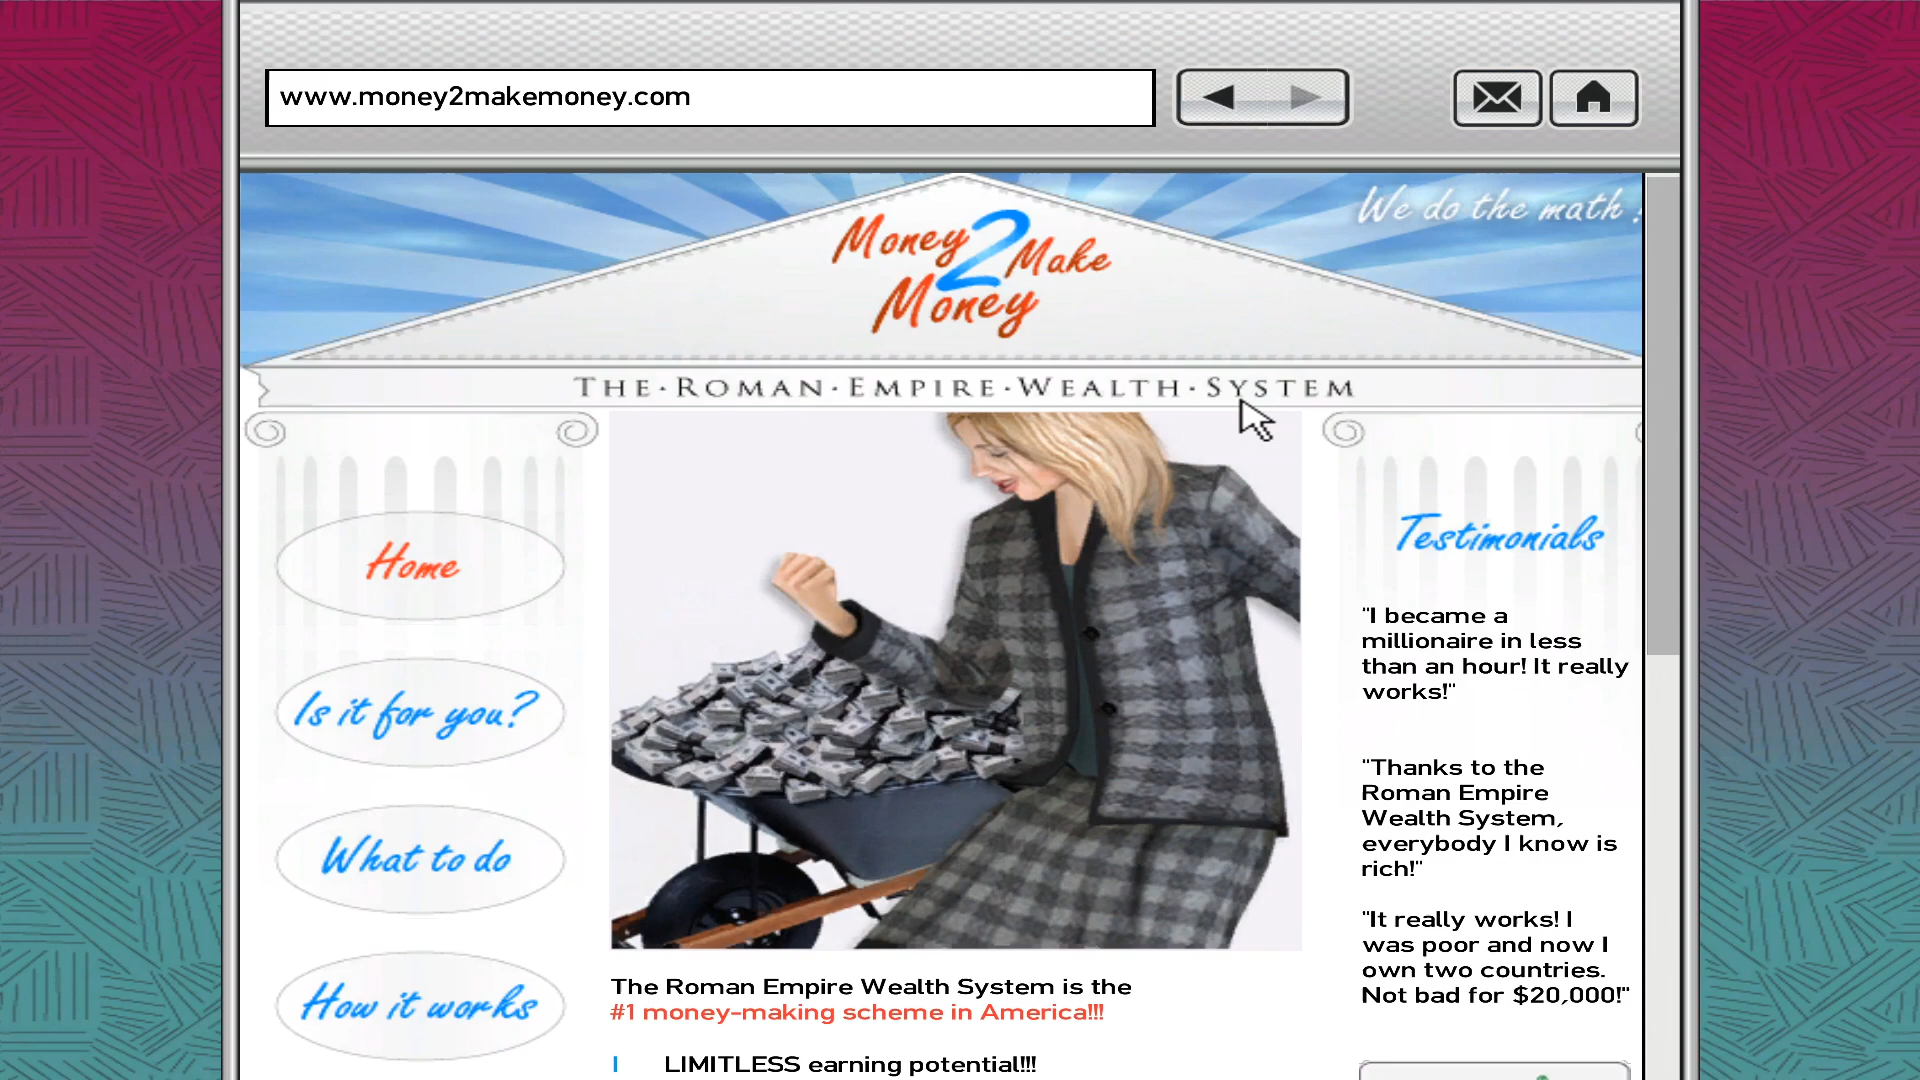 www.money2makemoney.com
We do the math !
Money 2 Make
Money
THE·ROMAN·EMPIRE·WEALTH·SYSTEM
Home
Is it for you?
What to do
How it works
The Roman Empire Wealth System is the
#1 money-making scheme in America!!!
I LIMITLESS earning potential!!!
Testimonials
"I became a
millionaire in less
than an hour! It really
works!"
"Thanks to the
Roman Empire
Wealth System,
everybody I know is
rich!"
"It really works! I
was poor and now I
own two countries.
Not bad for $20,000!"